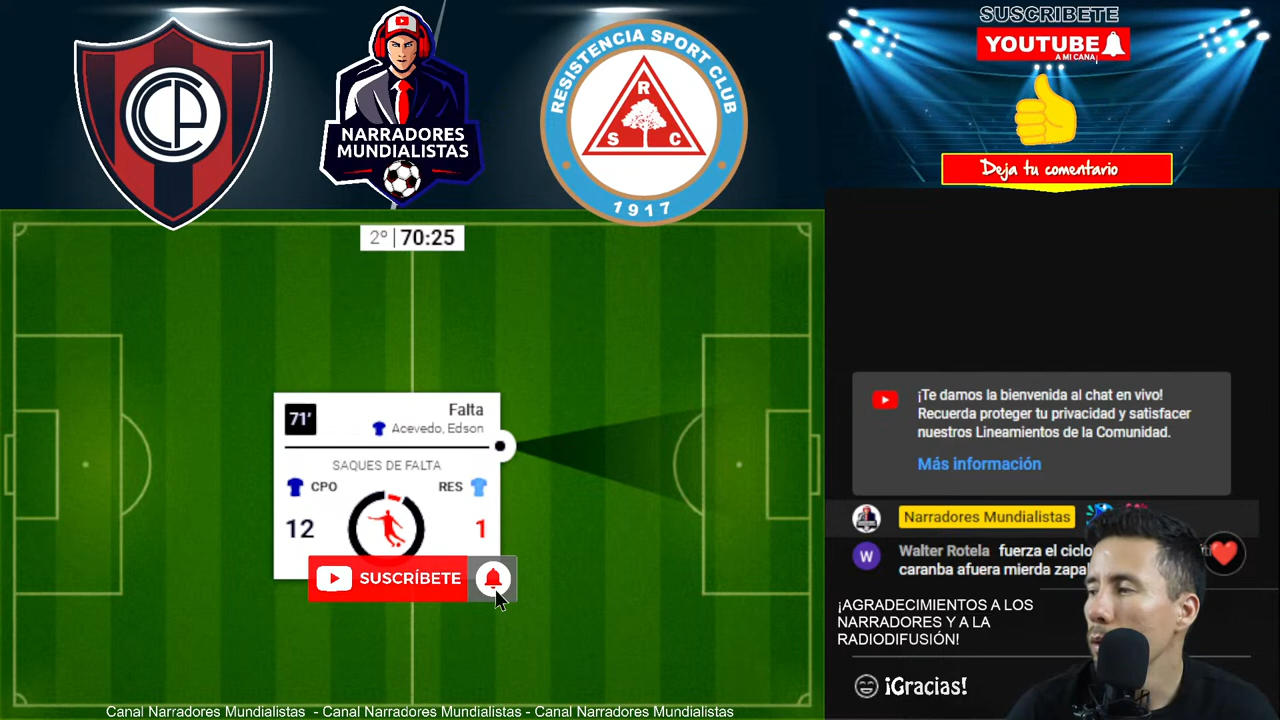 CCP
NARRADORES
MUNDIALISTAS
RESISTENCIA SPORT CLUB
R
S C
1917
SUSCRIBETE
YOUTUBE
A MI CANAL
Deja tu comentario
2º | 70:25
71'
Falta
Acevedo, Edson
SAQUES DE FALTA
CPO
RES
12
1
SUSCRÍBETE
¡Te damos la bienvenida al chat en vivo!
Recuerda proteger tu privacidad y satisfacer
nuestros Lineamientos de la Comunidad.
Más información
Narradores Mundialistas
W
Walter Rotela fuerza el ciclo
caranba afuera mierda
¡AGRADECIMIENTOS A LOS
NARRADORES Y A LA
RADIODIFUSIÓN!
¡Gracias!
Canal Narradores Mundialistas - Canal Narradores Mundialistas - Canal Narradores Mundialistas